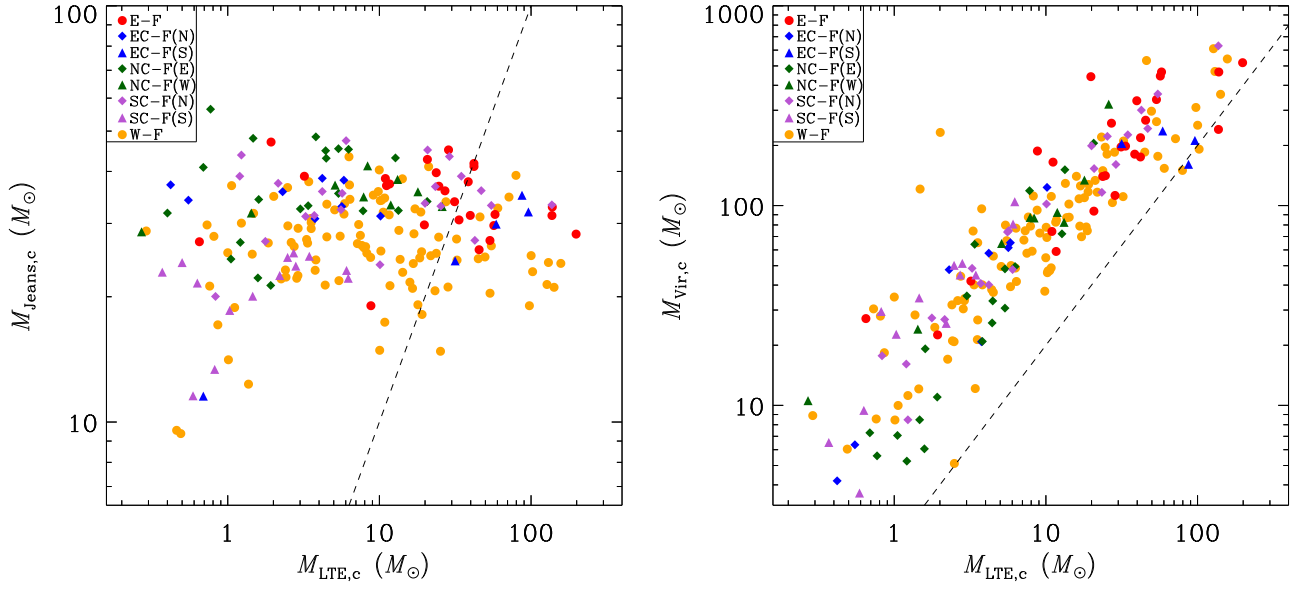 100
10
M_Jeans,c (M_⊙)
E−F
EC−F(N)
EC−F(S)
NC−F(E)
NC−F(W)
SC−F(N)
SC−F(S)
W−F
1 10 100
M_LTE,c (M_⊙)
1000
100
10
M_Vir,c (M_⊙)
E−F
EC−F(N)
EC−F(S)
NC−F(E)
NC−F(W)
SC−F(N)
SC−F(S)
W−F
1 10 100
M_LTE,c (M_⊙)